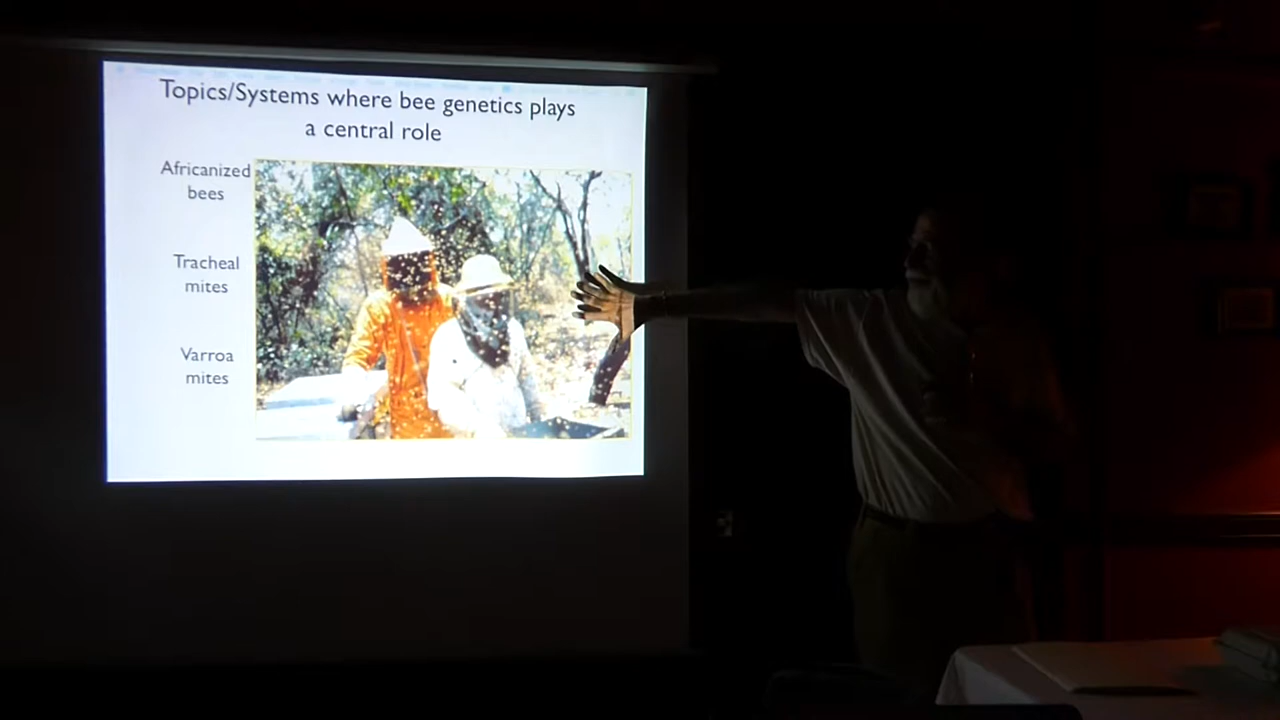 Topics/Systems where bee genetics plays
a central role
Africanized
bees
Tracheal
mites
Varroa
mites